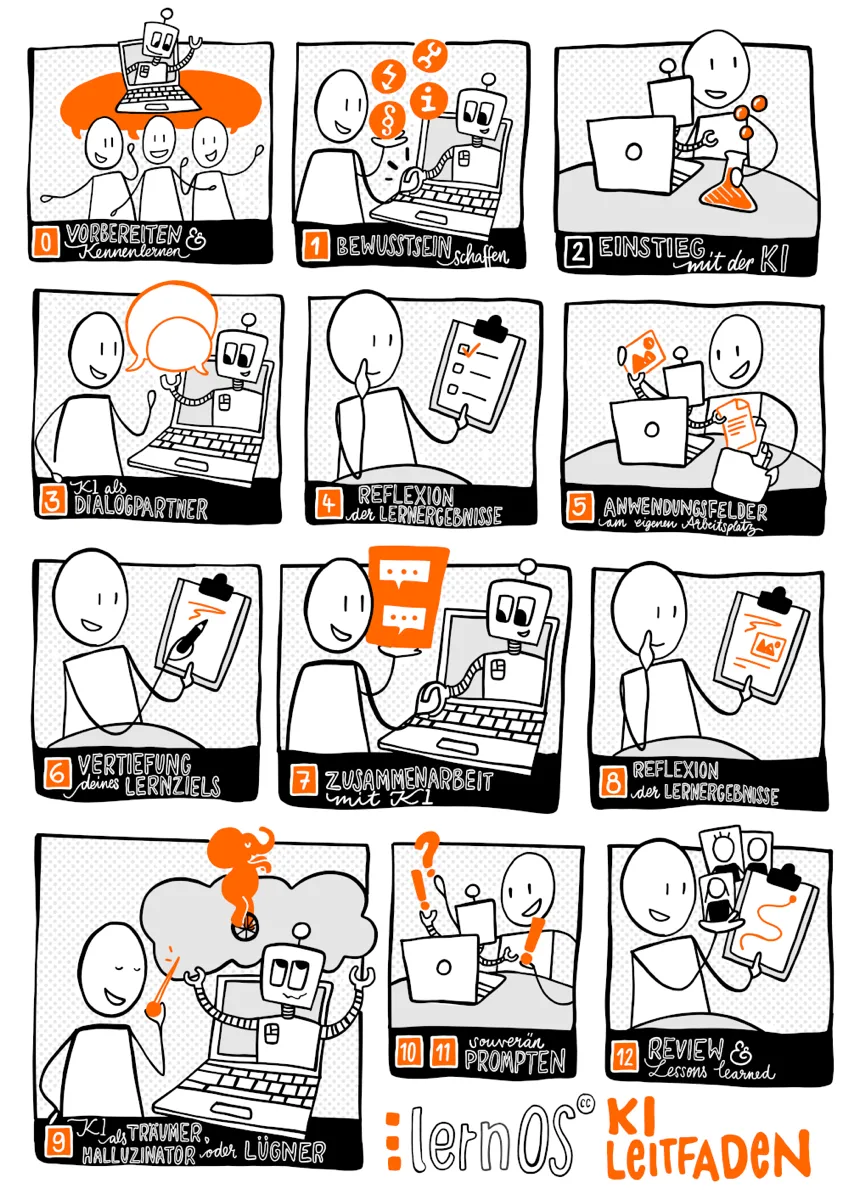 0 VORBEREITEN &
Kennenlernen
§
i
1 BEWUSSTSEIN schaffen
2 EINSTIEG
mit der KI
3 KI als
DIALOGPARTNER
4 REFLEXION
der LERNERGEBNISSE
5 ANWENDUNGSFELDER
am eigenen Arbeitsplatz
6 VERTIEFUNG
deines LERNZIELS
7 ZUSAMMENARBEIT
mit KI
8 REFLEXION
der LERNERGEBNISSE
9 KI als TRÄUMER,
HALLUZINATOR oder LÜGNER
?
!
!
10 11 souverän
PROMPTEN
12 REVIEW &
Lessons learned
lernOS CC
KI
LEITFADEN